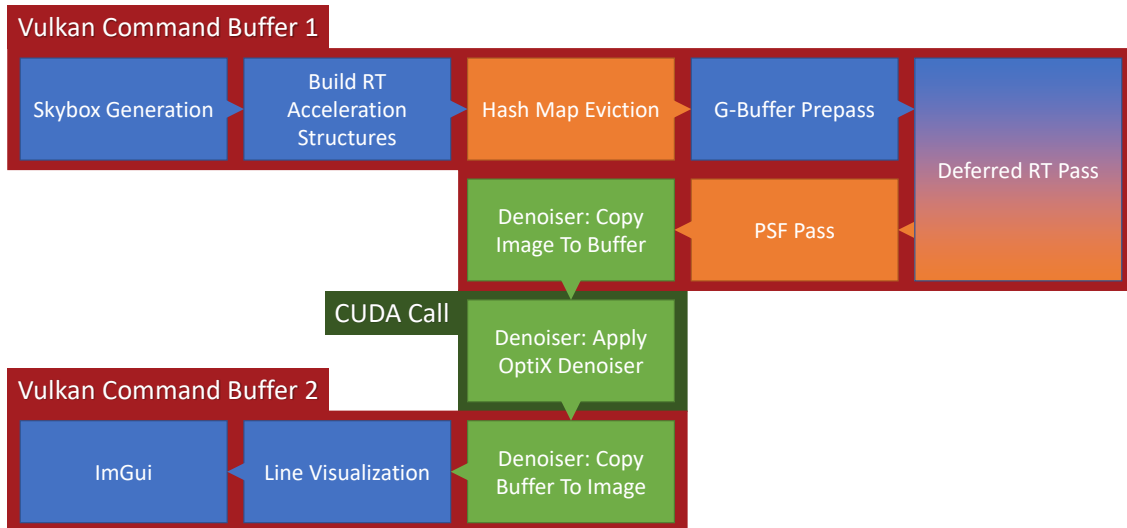 Vulkan Command Buffer 1
Skybox Generation
Build RT
Acceleration
Structures
Hash Map Eviction
G-Buffer Prepass
Deferred RT Pass
PSF Pass
Denoiser: Copy
Image To Buffer
CUDA Call
Denoiser: Apply
OptiX Denoiser
Vulkan Command Buffer 2
Denoiser: Copy
Buffer To Image
Line Visualization
ImGui